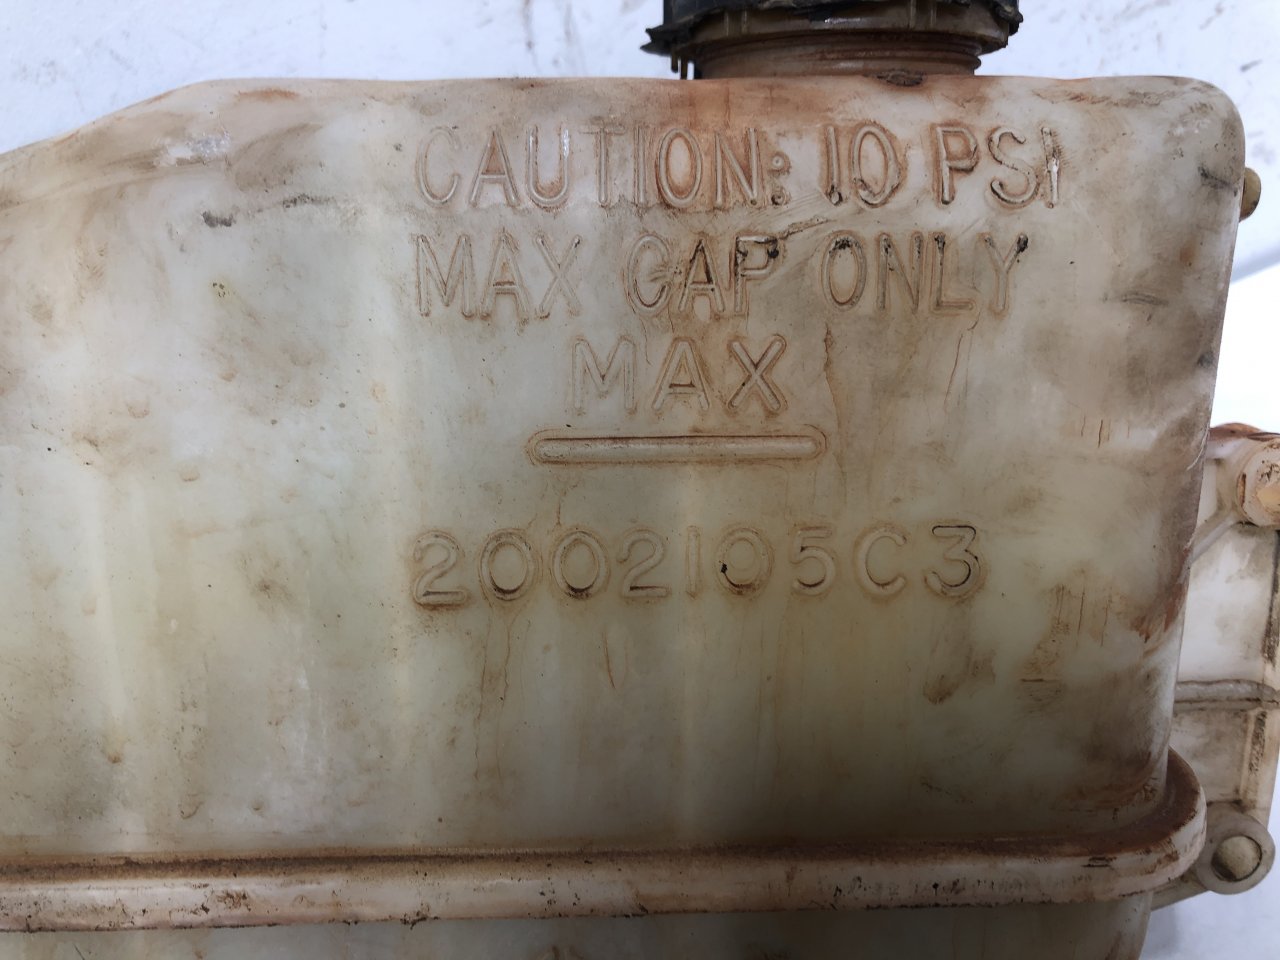 CAUTION: 10 PSI
MAX CAP ONLY
MAX
2002105C3